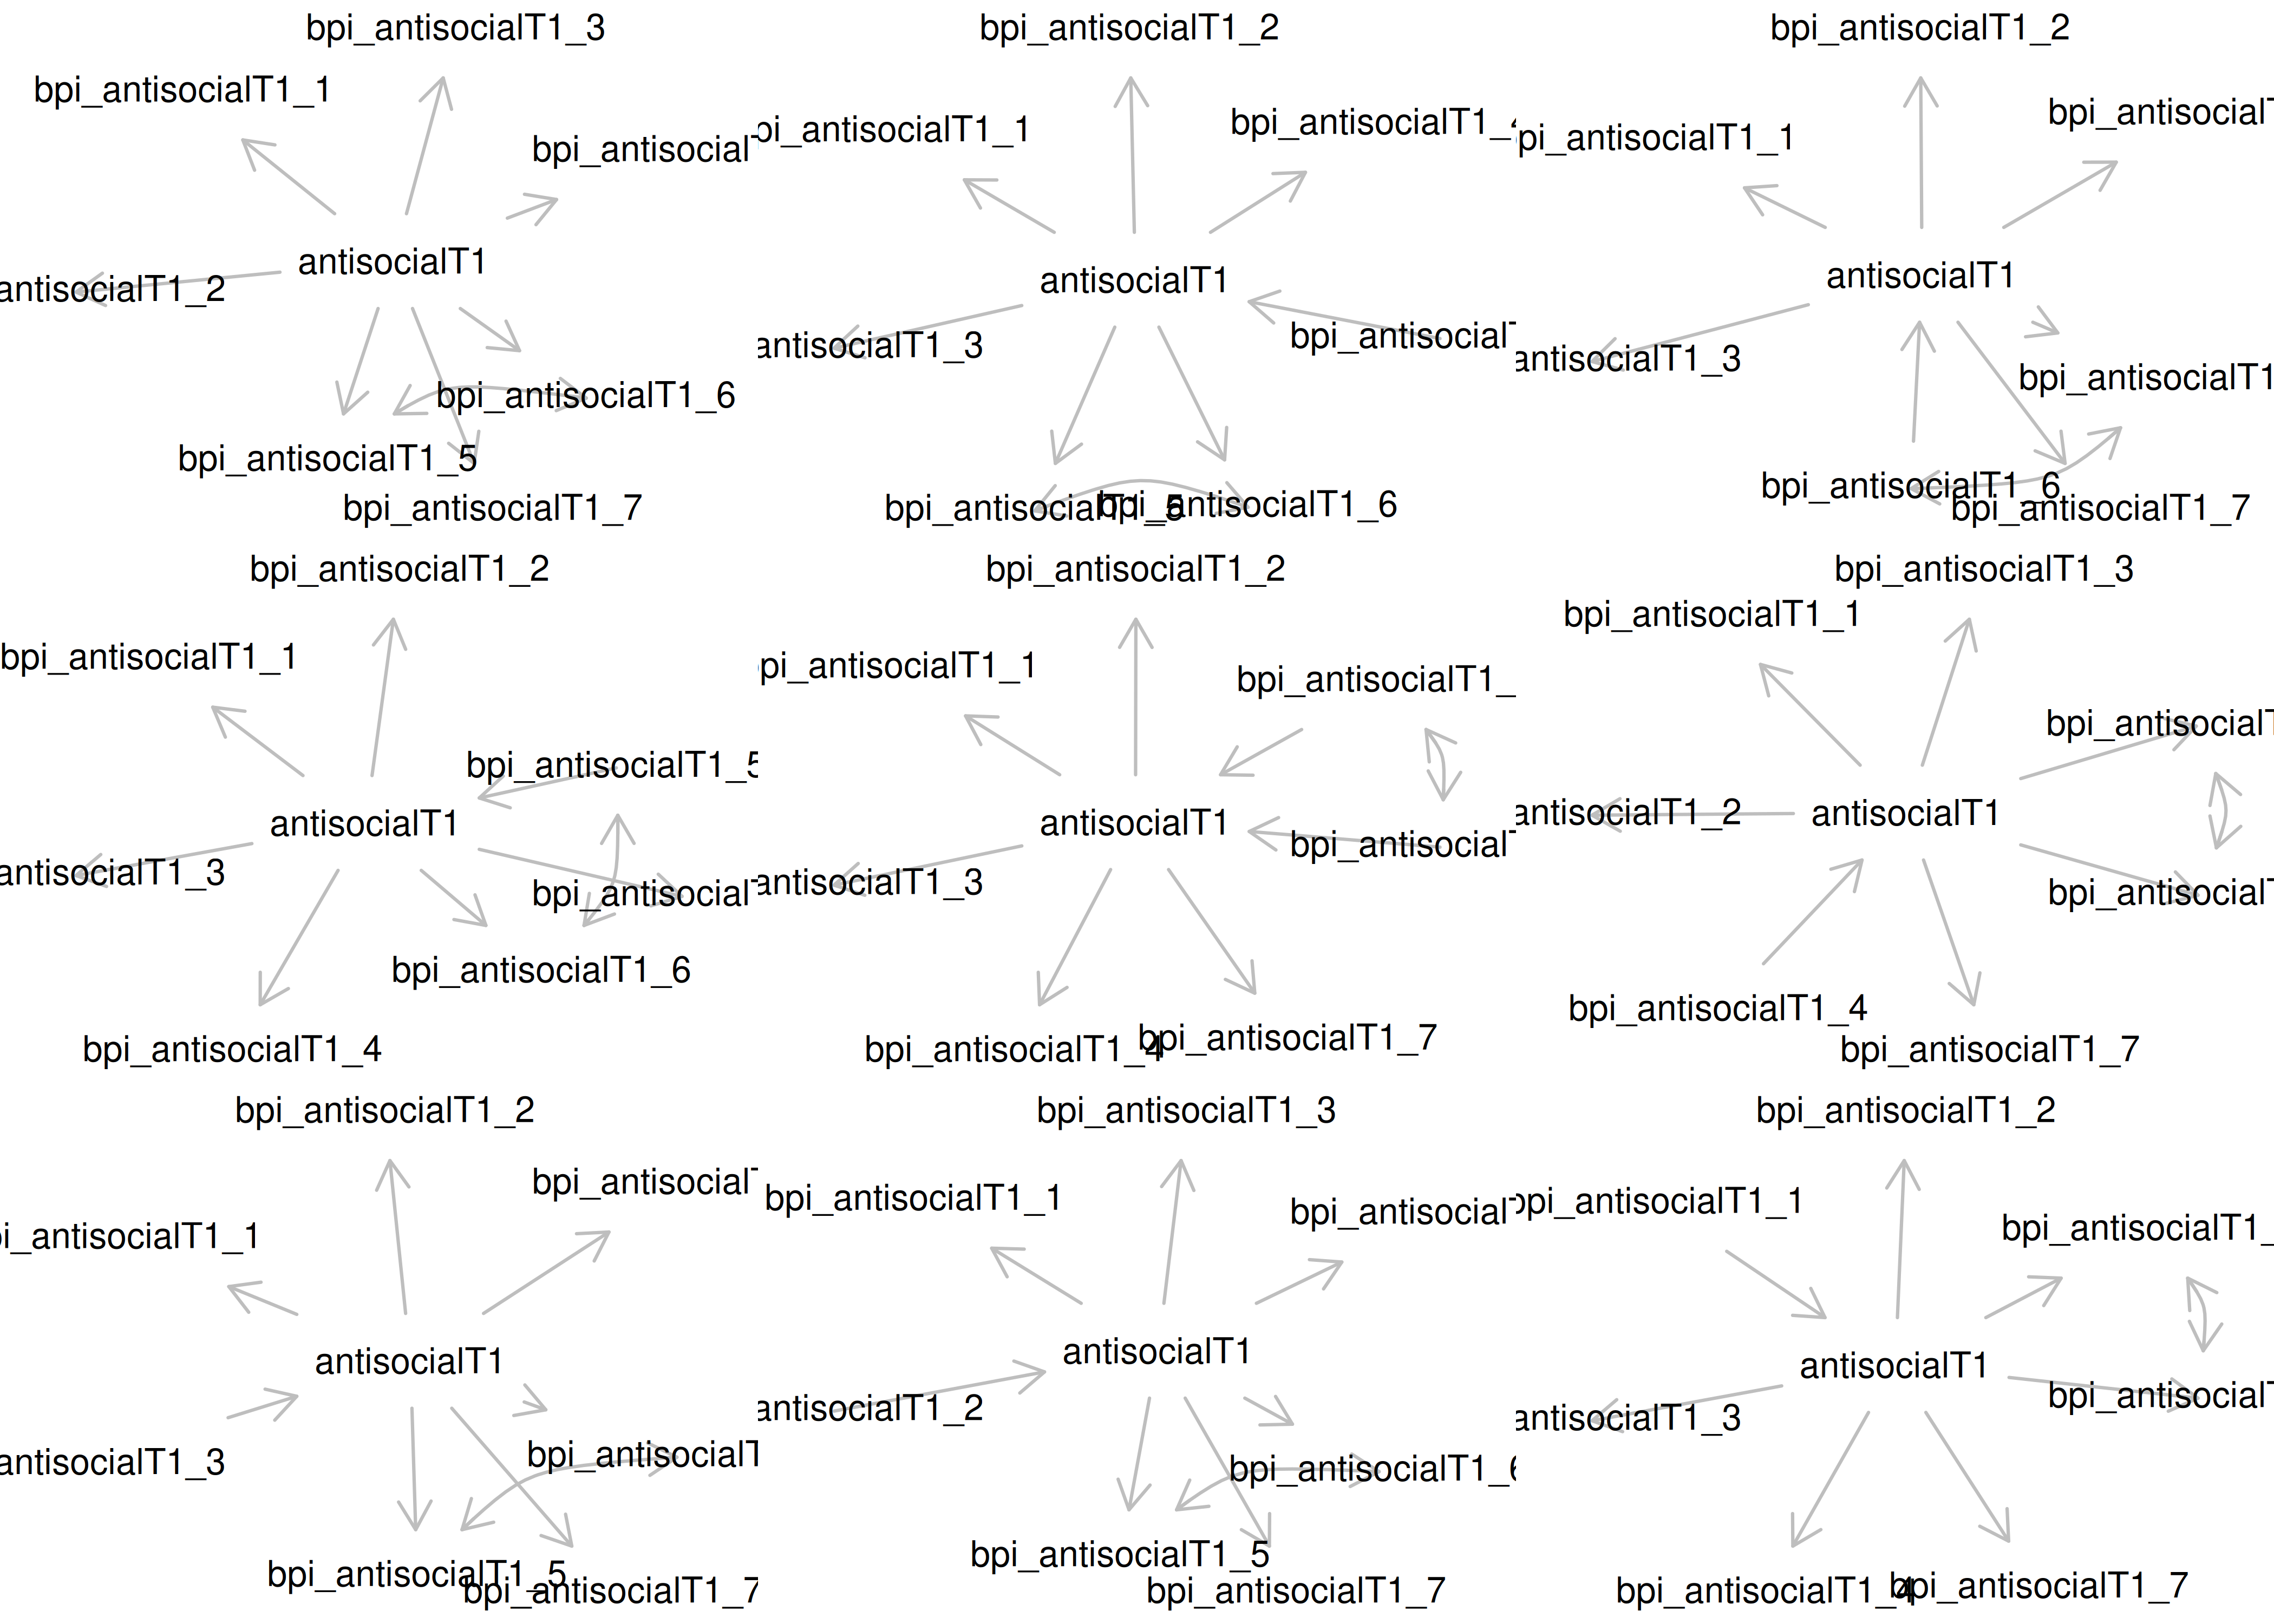 bpi_antisocialT1_3
bpi_antisocialT1_1
bpi_antisocial
antisocialT1
antisocialT1_2
bpi_antisocialT1_6
bpi_antisocialT1_5
bpi_antisocialT1_7
bpi_antisocialT1_2
pi_antisocialT1_1
bpi_antisocialT1_
antisocialT1
bpi_antisocial
antisocialT1_3
bpi_antisocialT1_5
bpi_antisocialT1_6
bpi_antisocialT1_2
bpi_antisocial
pi_antisocialT1_1
antisocialT1
antisocialT1_3
bpi_antisocialT1
bpi_antisocialT1_6
bpi_antisocialT1_7
bpi_antisocialT1_2
bpi_antisocialT1_1
bpi_antisocialT1_5
antisocialT1
antisocialT1_3
bpi_antisocial
bpi_antisocialT1_6
bpi_antisocialT1_4
bpi_antisocialT1_2
pi_antisocialT1_1
bpi_antisocialT1_
antisocialT1
bpi_antisocial
antisocialT1_3
bpi_antisocialT1_4
bpi_antisocialT1_7
bpi_antisocialT1_3
bpi_antisocialT1_1
bpi_antisocial
antisocialT1_2
antisocialT1
bpi_antisocial
bpi_antisocialT1_4
bpi_antisocialT1_7
bpi_antisocialT1_2
bpi_antisocial
i_antisocialT1_1
antisocialT1
antisocialT1_3
bpi_antisocialT
bpi_antisocialT1_5
bpi_antisocialT1_7
bpi_antisocialT1_3
bpi_antisocialT1_1
bpi_antisocial
antisocialT1
antisocialT1_2
bpi_antisocialT1_6
bpi_antisocialT1_5
bpi_antisocialT1_7
bpi_antisocialT1_2
pi_antisocialT1_1
bpi_antisocialT1_
antisocialT1
bpi_antisocial
antisocialT1_3
bpi_antisocialT1_4
bpi_antisocialT1_7